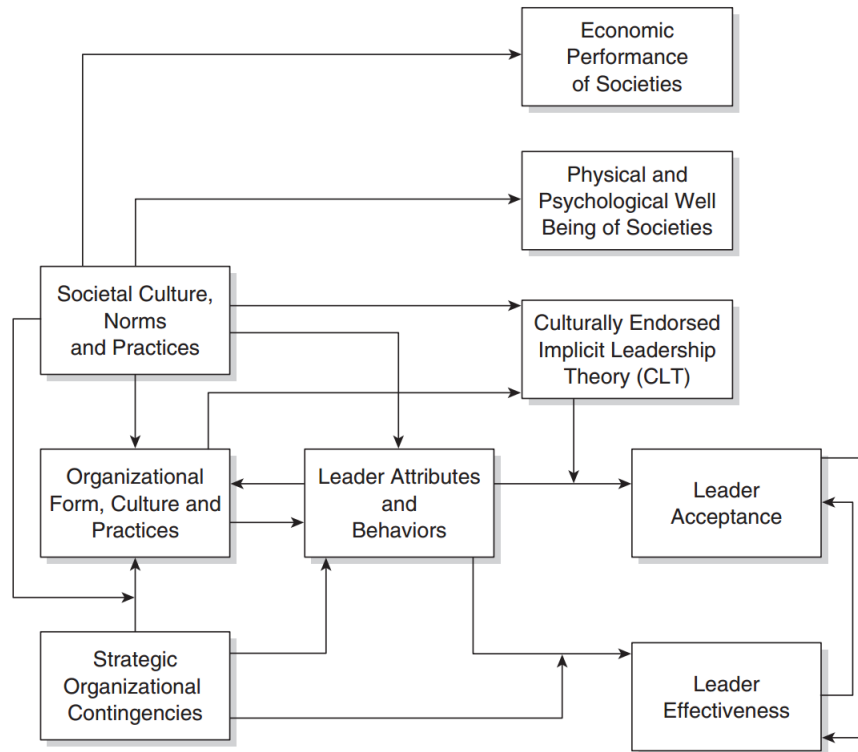 Economic
Performance
of Societies
Physical and
Psychological Well
Being of Societies
Societal Culture,
Norms
and Practices
Culturally Endorsed
Implicit Leadership
Theory (CLT)
Organizational
Form, Culture and
Practices
Leader Attributes
and
Behaviors
Leader
Acceptance
Strategic
Organizational
Contingencies
Leader
Effectiveness